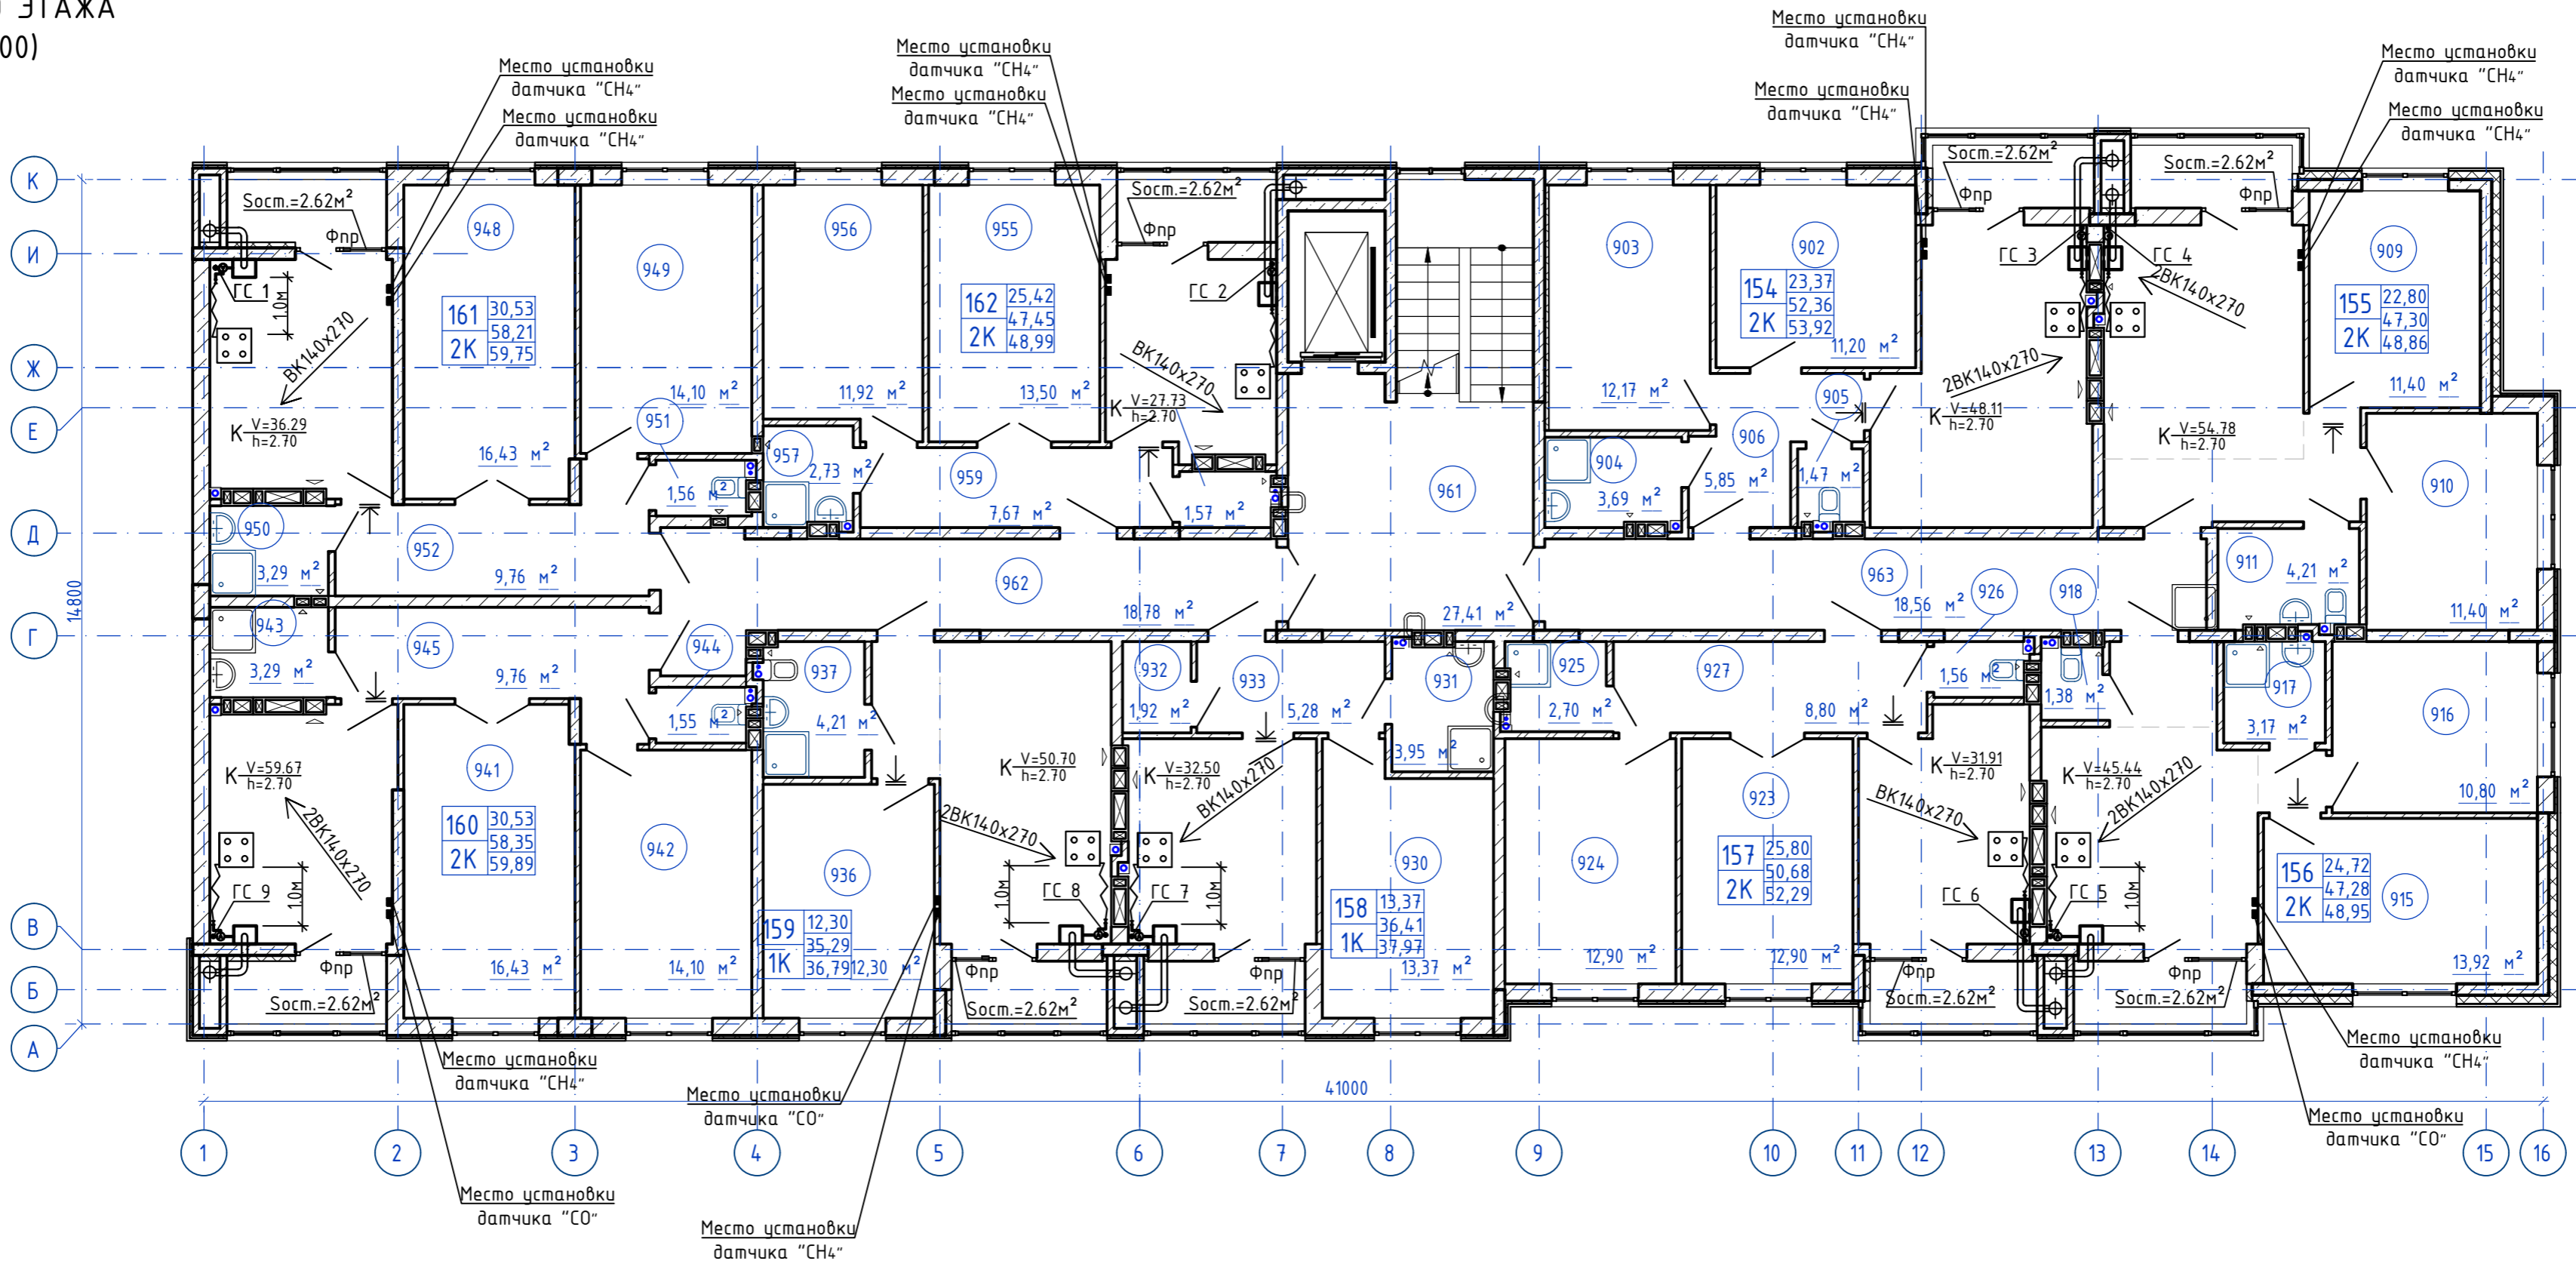 ЭТАЖА
00)
Место установки
датчика "СН4"
Место установки
датчика "СН4"
Место установки
датчика "СН4"
Место установки
датчика "СН4"
Место установки
датчика "СН4"
Место установки
датчика "СН4"
Место установки
датчика "СН4"
Место установки
датчика "СН4"
К
И
Ж
Е
Д
Г
В
Б
А
14800
Sост.=2.62м²
Фпр
ГС 1
1.0м
ВК140х270
К V=36.29
h=2.70
948
161 30,53
58,21
2К 59,75
16,43 м²
949
14,10 м²
951
1,56 м²
950
3,29 м²
952
9,76 м²
956
11,92 м²
955
162 25,42
47,45
2К 48,99
13,50 м²
957
2,73 м²
959
7,67 м²
1,57 м²
Sост.=2.62м²
Фпр
ГС 2
ВК140х270
К V=27.73
h=2.70
961
27,41 м²
962
18,78 м²
903
12,17 м²
902
154 23,37
52,36
2К 53,92
11,20 м²
904
3,69 м²
905
1,47 м²
906
5,85 м²
Sост.=2.62м²
Фпр
ГС 3
2ВК140х270
К V=48.11
h=2.70
Sост.=2.62м²
Фпр
ГС 4
2ВК140х270
К V=54.78
h=2.70
909
155 22,80
47,30
2К 48,86
11,40 м²
910
11,40 м²
911
4,21 м²
963
18,56 м²
926
1,56 м²
918
1,38 м²
943
3,29 м²
945
9,76 м²
944
1,55 м²
К V=59.67
h=2.70
2ВК140х270
ГС 9
1.0м
Фпр
Sост.=2.62м²
941
160 30,53
58,35
2К 59,89
16,43 м²
942
14,10 м²
937
4,21 м²
936
159 12,30
35,29
1К 36,79
12,30 м²
К V=50.70
h=2.70
2ВК140х270
1.0м
ГС 8
Фпр
Sост.=2.62м²
932
1,92 м²
933
5,28 м²
931
3,95 м²
К V=32.50
h=2.70
ВК140х270
ГС 7
1.0м
Фпр
Sост.=2.62м²
930
158 13,37
36,41
1К 37,97
13,37 м²
925
2,70 м²
927
8,80 м²
924
12,90 м²
923
157 25,80
50,68
2К 52,29
12,90 м²
К V=31.91
h=2.70
ВК140х270
ГС 6
Фпр
Sост.=2.62м²
К V=45.44
h=2.70
2ВК140х270
ГС 5
1.0м
Фпр
Sост.=2.62м²
917
3,17 м²
916
10,80 м²
156 24,72
47,28
2К 48,95
915
13,92 м²
Место установки
датчика "СН4"
Место установки
датчика "СО"
Место установки
датчика "СО"
Место установки
датчика "СН4"
Место установки
датчика "СН4"
Место установки
датчика "СО"
41000
1
2
3
4
5
6
7
8
9
10
11
12
13
14
15
16